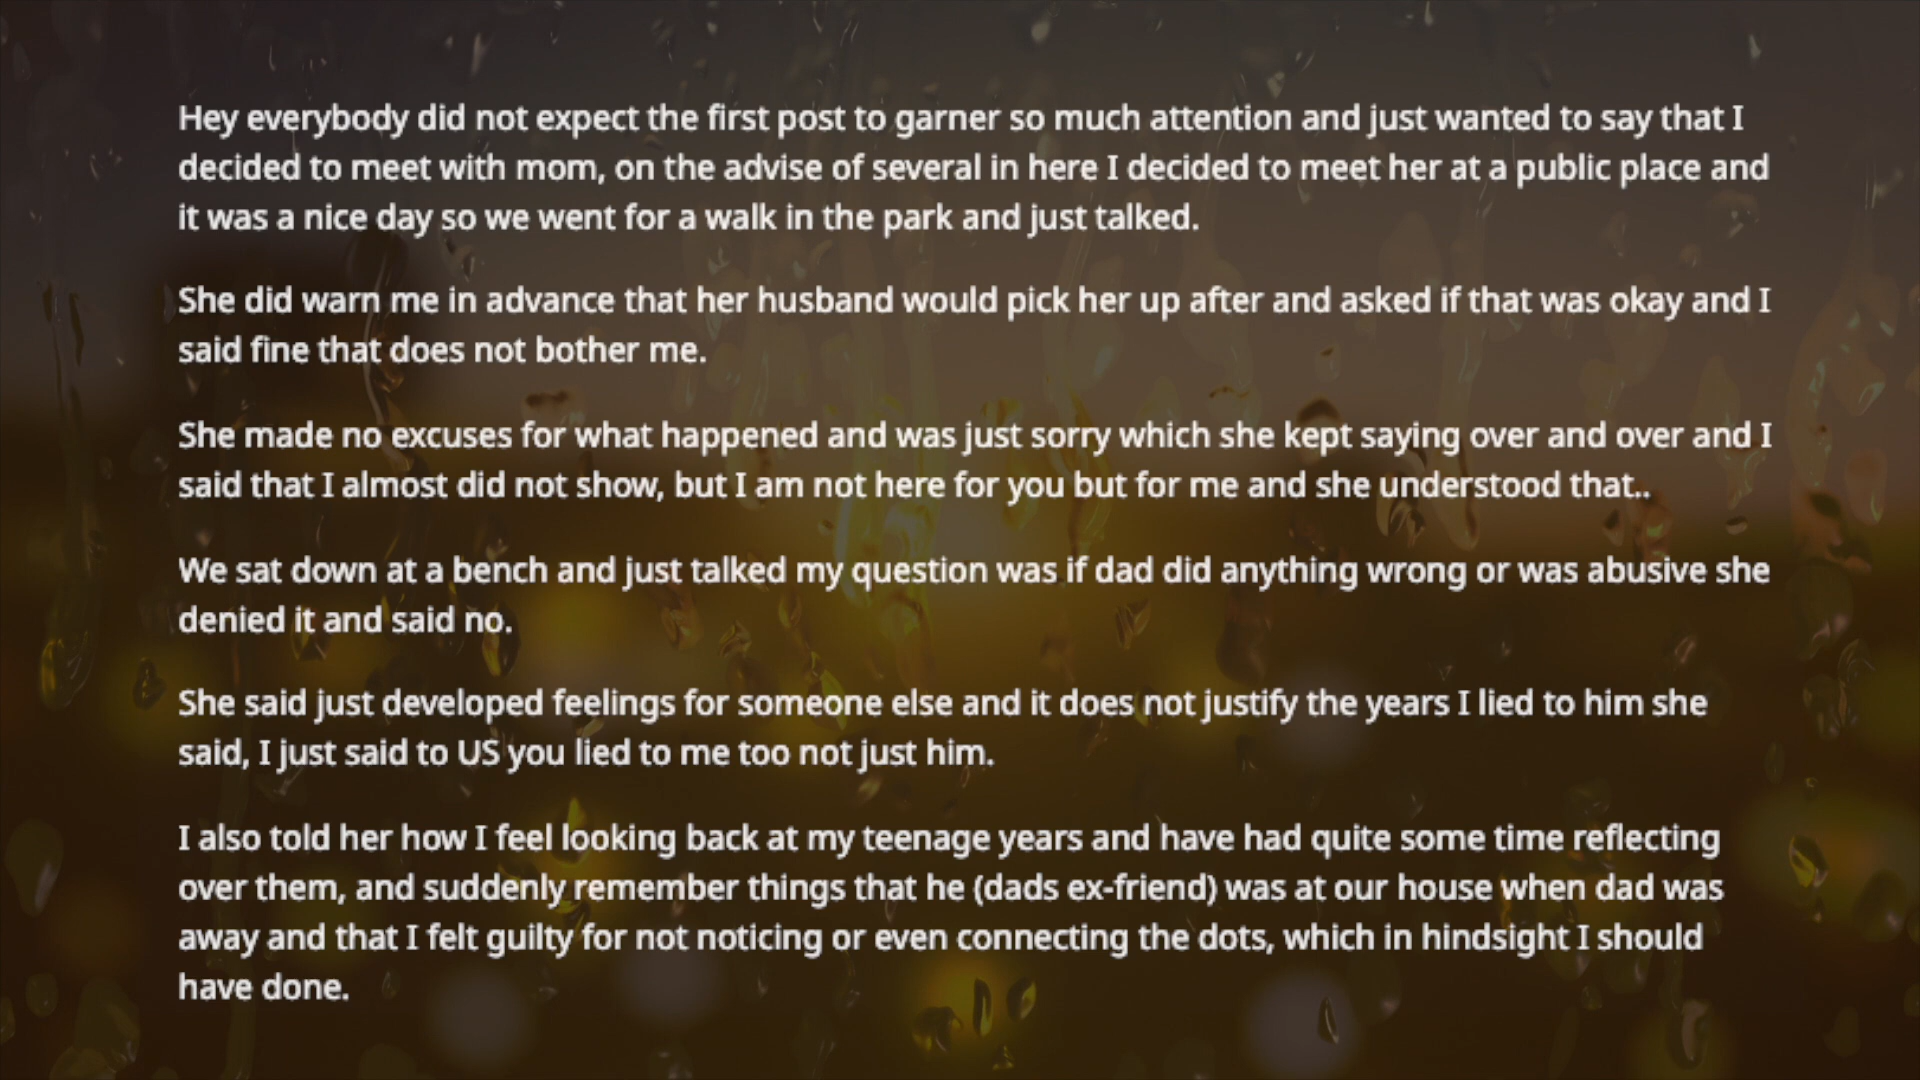 Hey everybody did not expect the first post to garner so much attention and just wanted to say that I
decided to meet with mom, on the advise of several in here I decided to meet her at a public place and
it was a nice day so we went for a walk in the park and just talked.
She did warn me in advance that her husband would pick her up after and asked if that was okay and I
said fine that does not bother me.
She made no excuses for what happened and was just sorry which she kept saying over and over and I
said that I almost did not show, but I am not here for you but for me and she understood that..
We sat down at a bench and just talked my question was if dad did anything wrong or was abusive she
denied it and said no.
She said just developed feelings for someone else and it does not justify the years I lied to him she
said, I just said to US you lied to me too not just him.
I also told her how I feel looking back at my teenage years and have had quite some time reflecting
over them, and suddenly remember things that he (dads ex-friend) was at our house when dad was
away and that I felt guilty for not noticing or even connecting the dots, which in hindsight I should
have done.